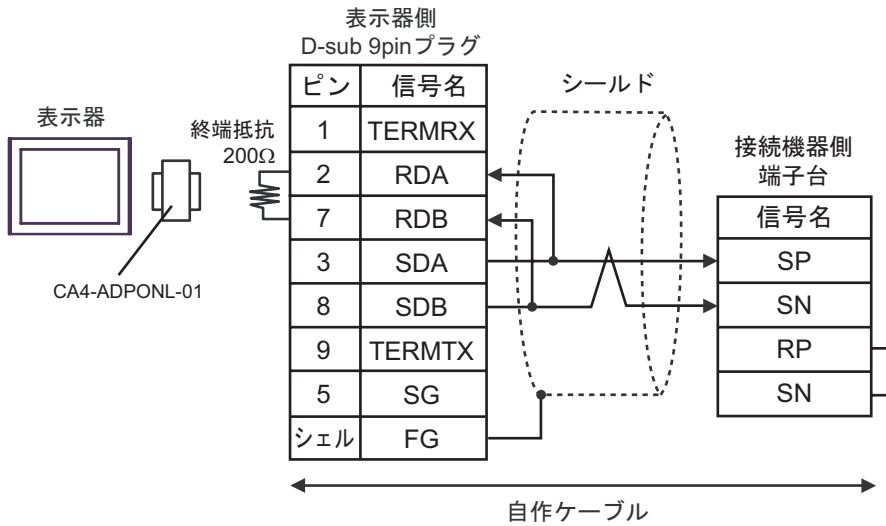 表示器側
D-sub 9pinプラグ
ピン 信号名
シールド
表示器
終端抵抗
200Ω
1 TERMRX
2 RDA
7 RDB
3 SDA
8 SDB
9 TERMTX
5 SG
シェル FG
CA4-ADPONL-01
接続機器側
端子台
信号名
SP
SN
RP
SN
自作ケーブル